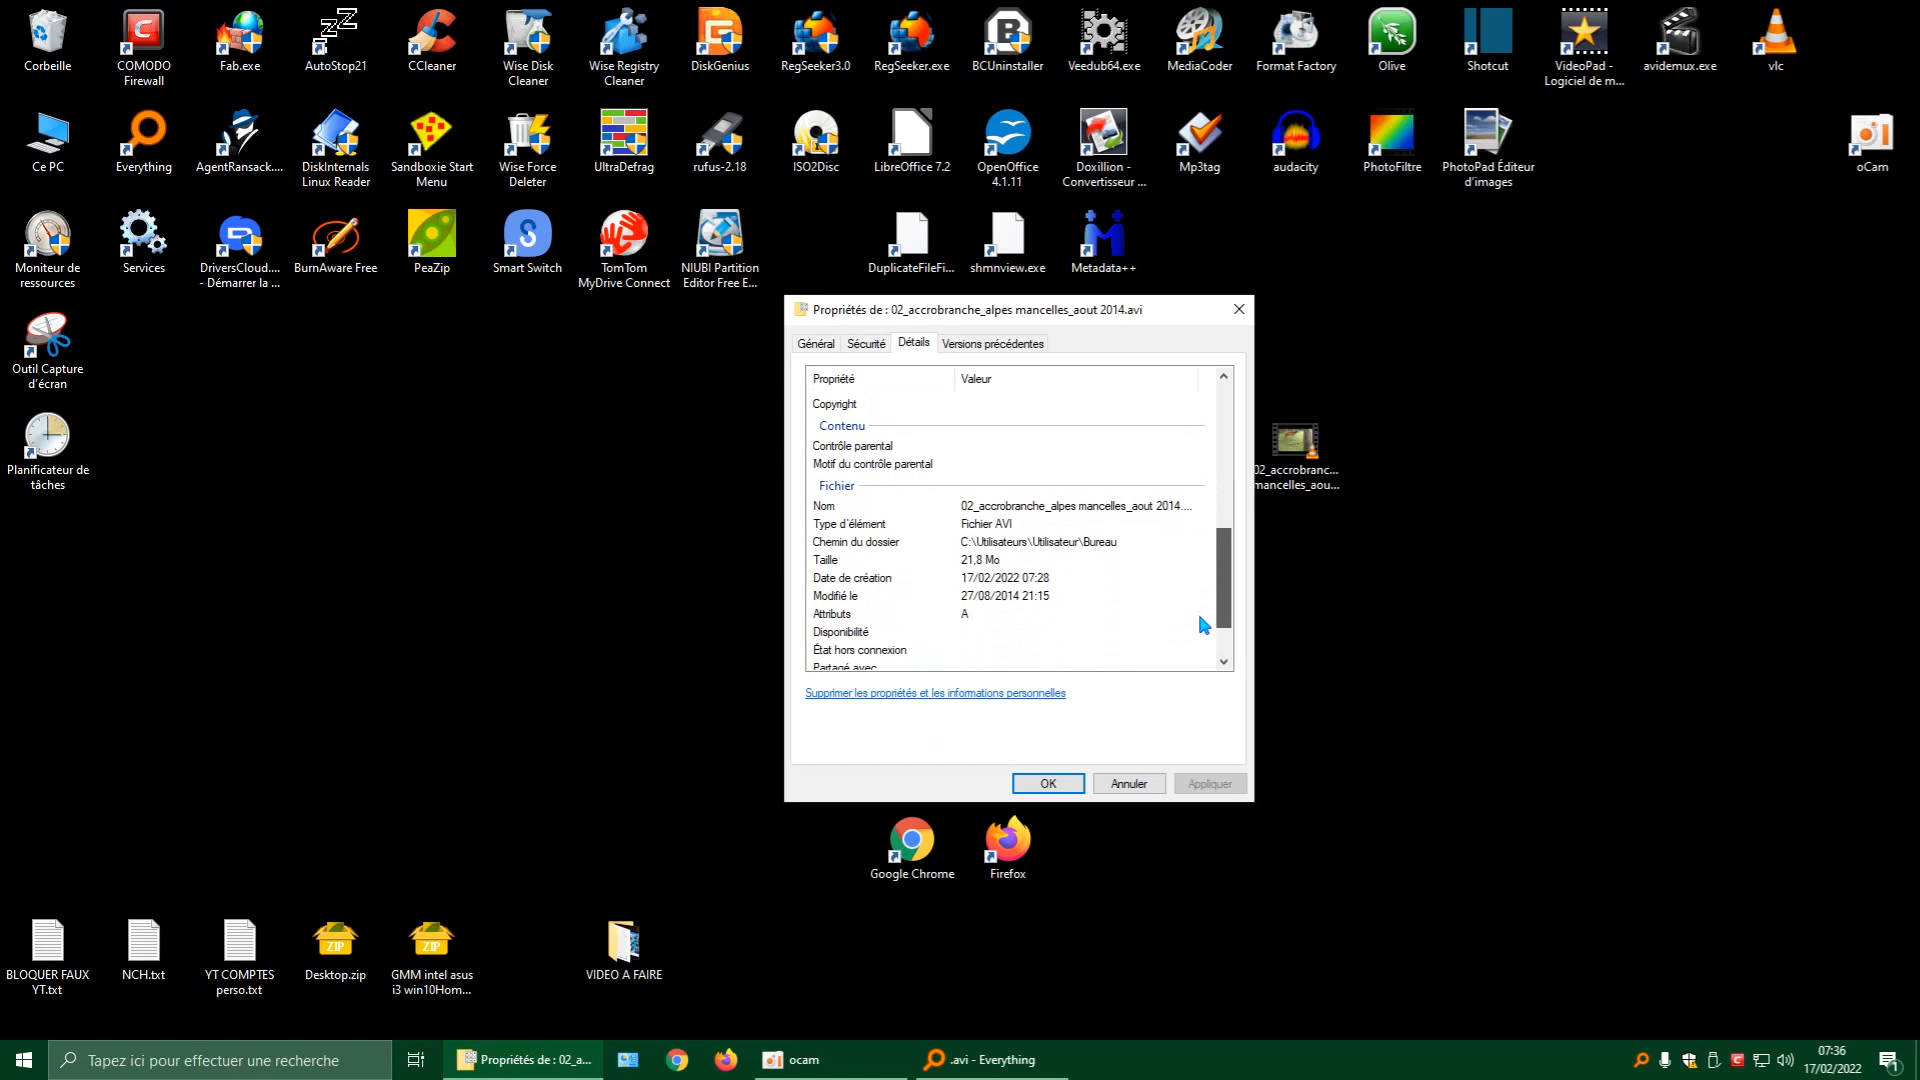 Corbeille
COMODO
Firewall
Fab.exe
AutoStop21
CCleaner
Wise Disk
Cleaner
Wise Registry
Cleaner
DiskGenius
RegSeeker3.0
RegSeeker.exe
BCUninstaller
Veedub64.exe
MediaCoder
Format Factory
Olive
Shotcut
VideoPad -
Logiciel de m...
avidemux.exe
vlc
Ce PC
Everything
AgentRansack....
DiskInternals
Linux Reader
Sandboxie Start
Menu
Wise Force
Deleter
UltraDefrag
rufus-2.18
ISO2Disc
LibreOffice 7.2
OpenOffice
4.1.11
Doxillion -
Convertisseur ...
Mp3tag
audacity
PhotoFiltre
PhotoPad Éditeur
d'images
oCam
Moniteur de
ressources
Services
DriversCloud....
- Démarrer la ...
BurnAware Free
PeaZip
Smart Switch
TomTom
MyDrive Connect
NIUBI Partition
Editor Free E...
DuplicateFileFi...
shmnview.exe
Metadata++
Outil Capture
d'écran
Planificateur de
tâches
Propriétés de : 02_accrobranche_alpes mancelles_aout 2014.avi
Général
Sécurité
Détails
Versions précédentes
Propriété
Valeur
Copyright
Contenu
Contrôle parental
Motif du contrôle parental
Fichier
Nom 02_accrobranche_alpes mancelles_aout 2014....
Type d'élément Fichier AVI
Chemin du dossier C:\Utilisateurs\Utilisateur\Bureau
Taille 21,8 Mo
Date de création 17/02/2022 07:28
Modifié le 27/08/2014 21:15
Attributs A
Disponibilité
État hors connexion
Partagé avec
Supprimer les propriétés et les informations personnelles
OK
Annuler
Appliquer
02_accrobranc...
mancelles_aou...
Google Chrome
Firefox
BLOQUER FAUX
YT.txt
NCH.txt
YT COMPTES
perso.txt
ZIP
Desktop.zip
ZIP
GMM intel asus
i3 win10Hom...
VIDEO A FAIRE
Tapez ici pour effectuer une recherche
Propriétés de : 02_a...
ocam
.avi - Everything
07:36
17/02/2022
1